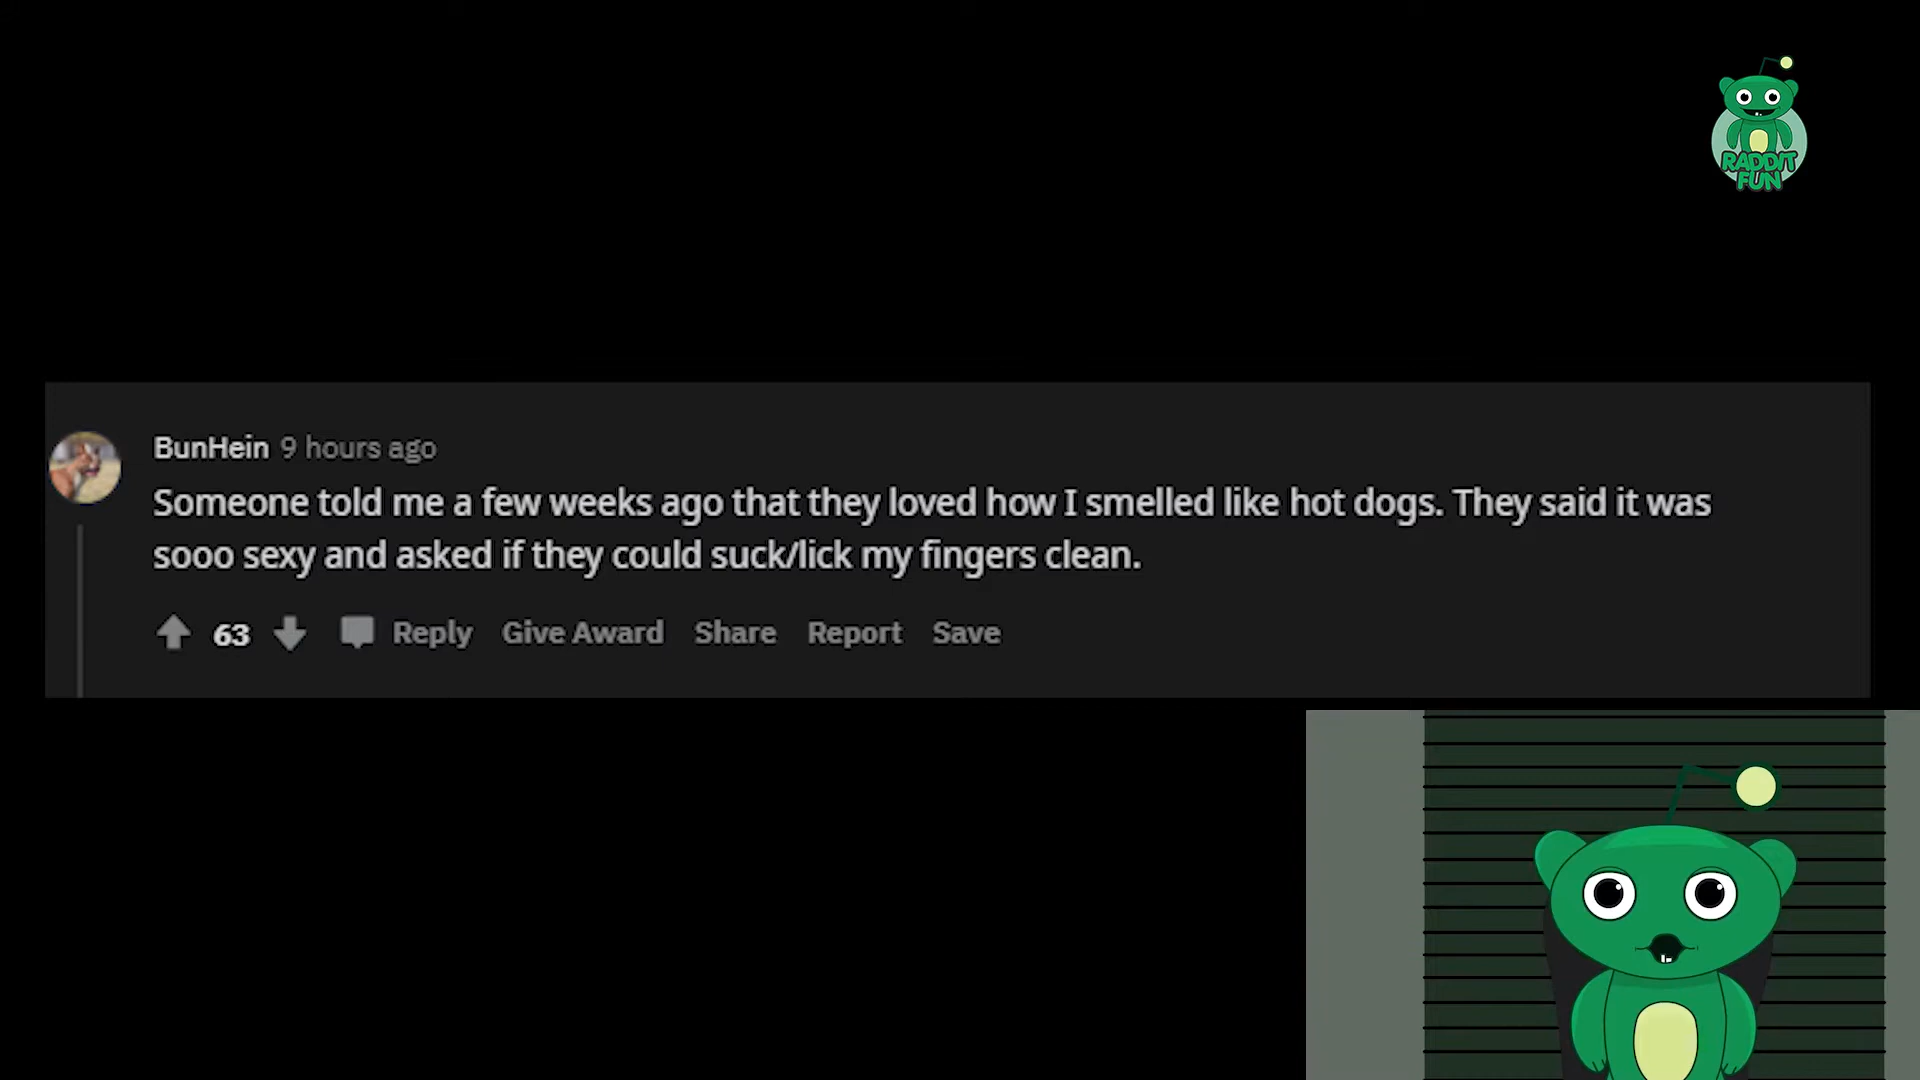 RADDIT
FUN
BunHein 9 hours ago
Someone told me a few weeks ago that they loved how I smelled like hot dogs. They said it was
sooo sexy and asked if they could suck/lick my fingers clean.
63 Reply Give Award Share Report Save